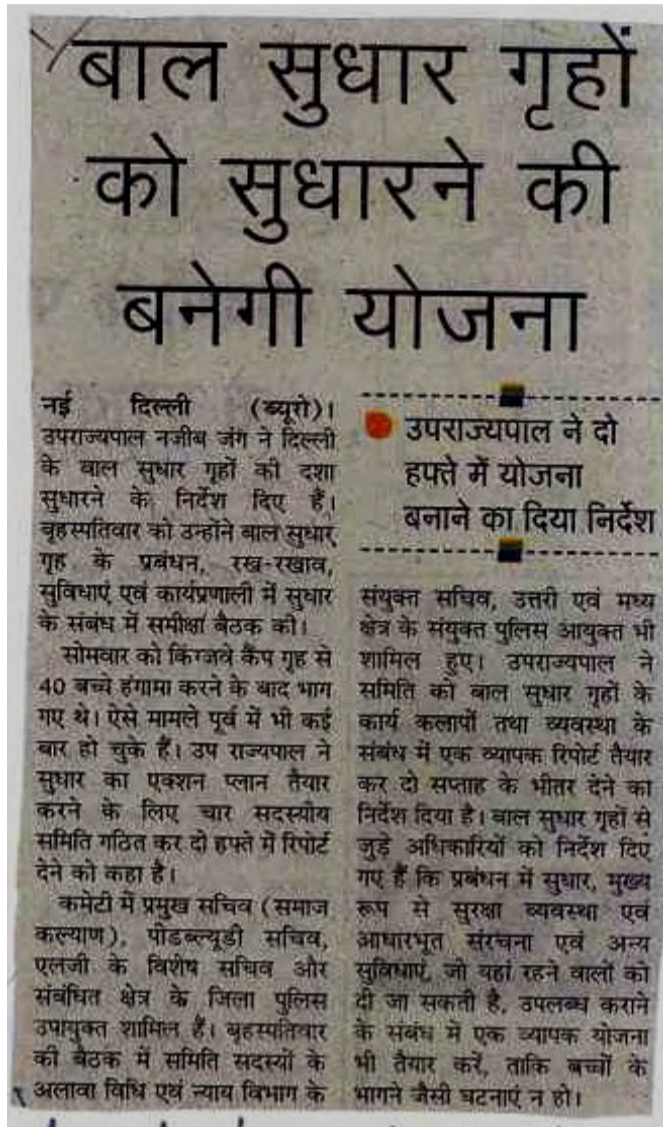 बाल सुधार गृहों
को सुधारने की
बनेगी योजना
नई दिल्ली (ब्यूरो)।
उपराज्यपाल नजीब जंग ने दिल्ली
के बाल सुधार गृहों की दशा
सुधारने के निर्देश दिए हैं।
बृहस्पतिवार को उन्होंने बाल सुधार
गृह के प्रबंधन, रख-रखाव,
सुविधाएं एवं कार्यप्रणाली में सुधार
के संबंध में समीक्षा बैठक की।
सोमवार को किंग्जवे कैंप गृह से
40 बच्चे हंगामा करने के बाद भाग
गए थे। ऐसे मामले पूर्व में भी कई
बार हो चुके हैं। उप राज्यपाल ने
सुधार का एक्शन प्लान तैयार
करने के लिए चार सदस्यीय
समिति गठित कर दो हफ्ते में रिपोर्ट
देने को कहा है।
कमेटी में प्रमुख सचिव (समाज
कल्याण), पीडब्ल्यूडी सचिव,
एलजी के विशेष सचिव और
संबंधित क्षेत्र के जिला पुलिस
उपायुक्त शामिल हैं। बृहस्पतिवार
की बैठक में समिति सदस्यों के
अलावा विधि एवं न्याय विभाग के
उपराज्यपाल ने दो
हफ्ते में योजना
बनाने का दिया निर्देश
संयुक्त सचिव, उत्तरी एवं मध्य
क्षेत्र के संयुक्त पुलिस आयुक्त भी
शामिल हुए। उपराज्यपाल ने
समिति को बाल सुधार गृहों के
कार्य कलापों तथा व्यवस्था के
संबंध में एक व्यापक रिपोर्ट तैयार
कर दो सप्ताह के भीतर देने का
निर्देश दिया है। बाल सुधार गृहों से
जुड़े अधिकारियों को निर्देश दिए
गए हैं कि प्रबंधन में सुधार, मुख्य
रूप से सुरक्षा व्यवस्था एवं
आधारभूत संरचना एवं अन्य
सुविधाएं, जो यहां रहने वालों को
दी जा सकती है, उपलब्ध कराने
के संबंध में एक व्यापक योजना
भी तैयार करें, ताकि बच्चों के
भागने जैसी घटनाएं न हो।